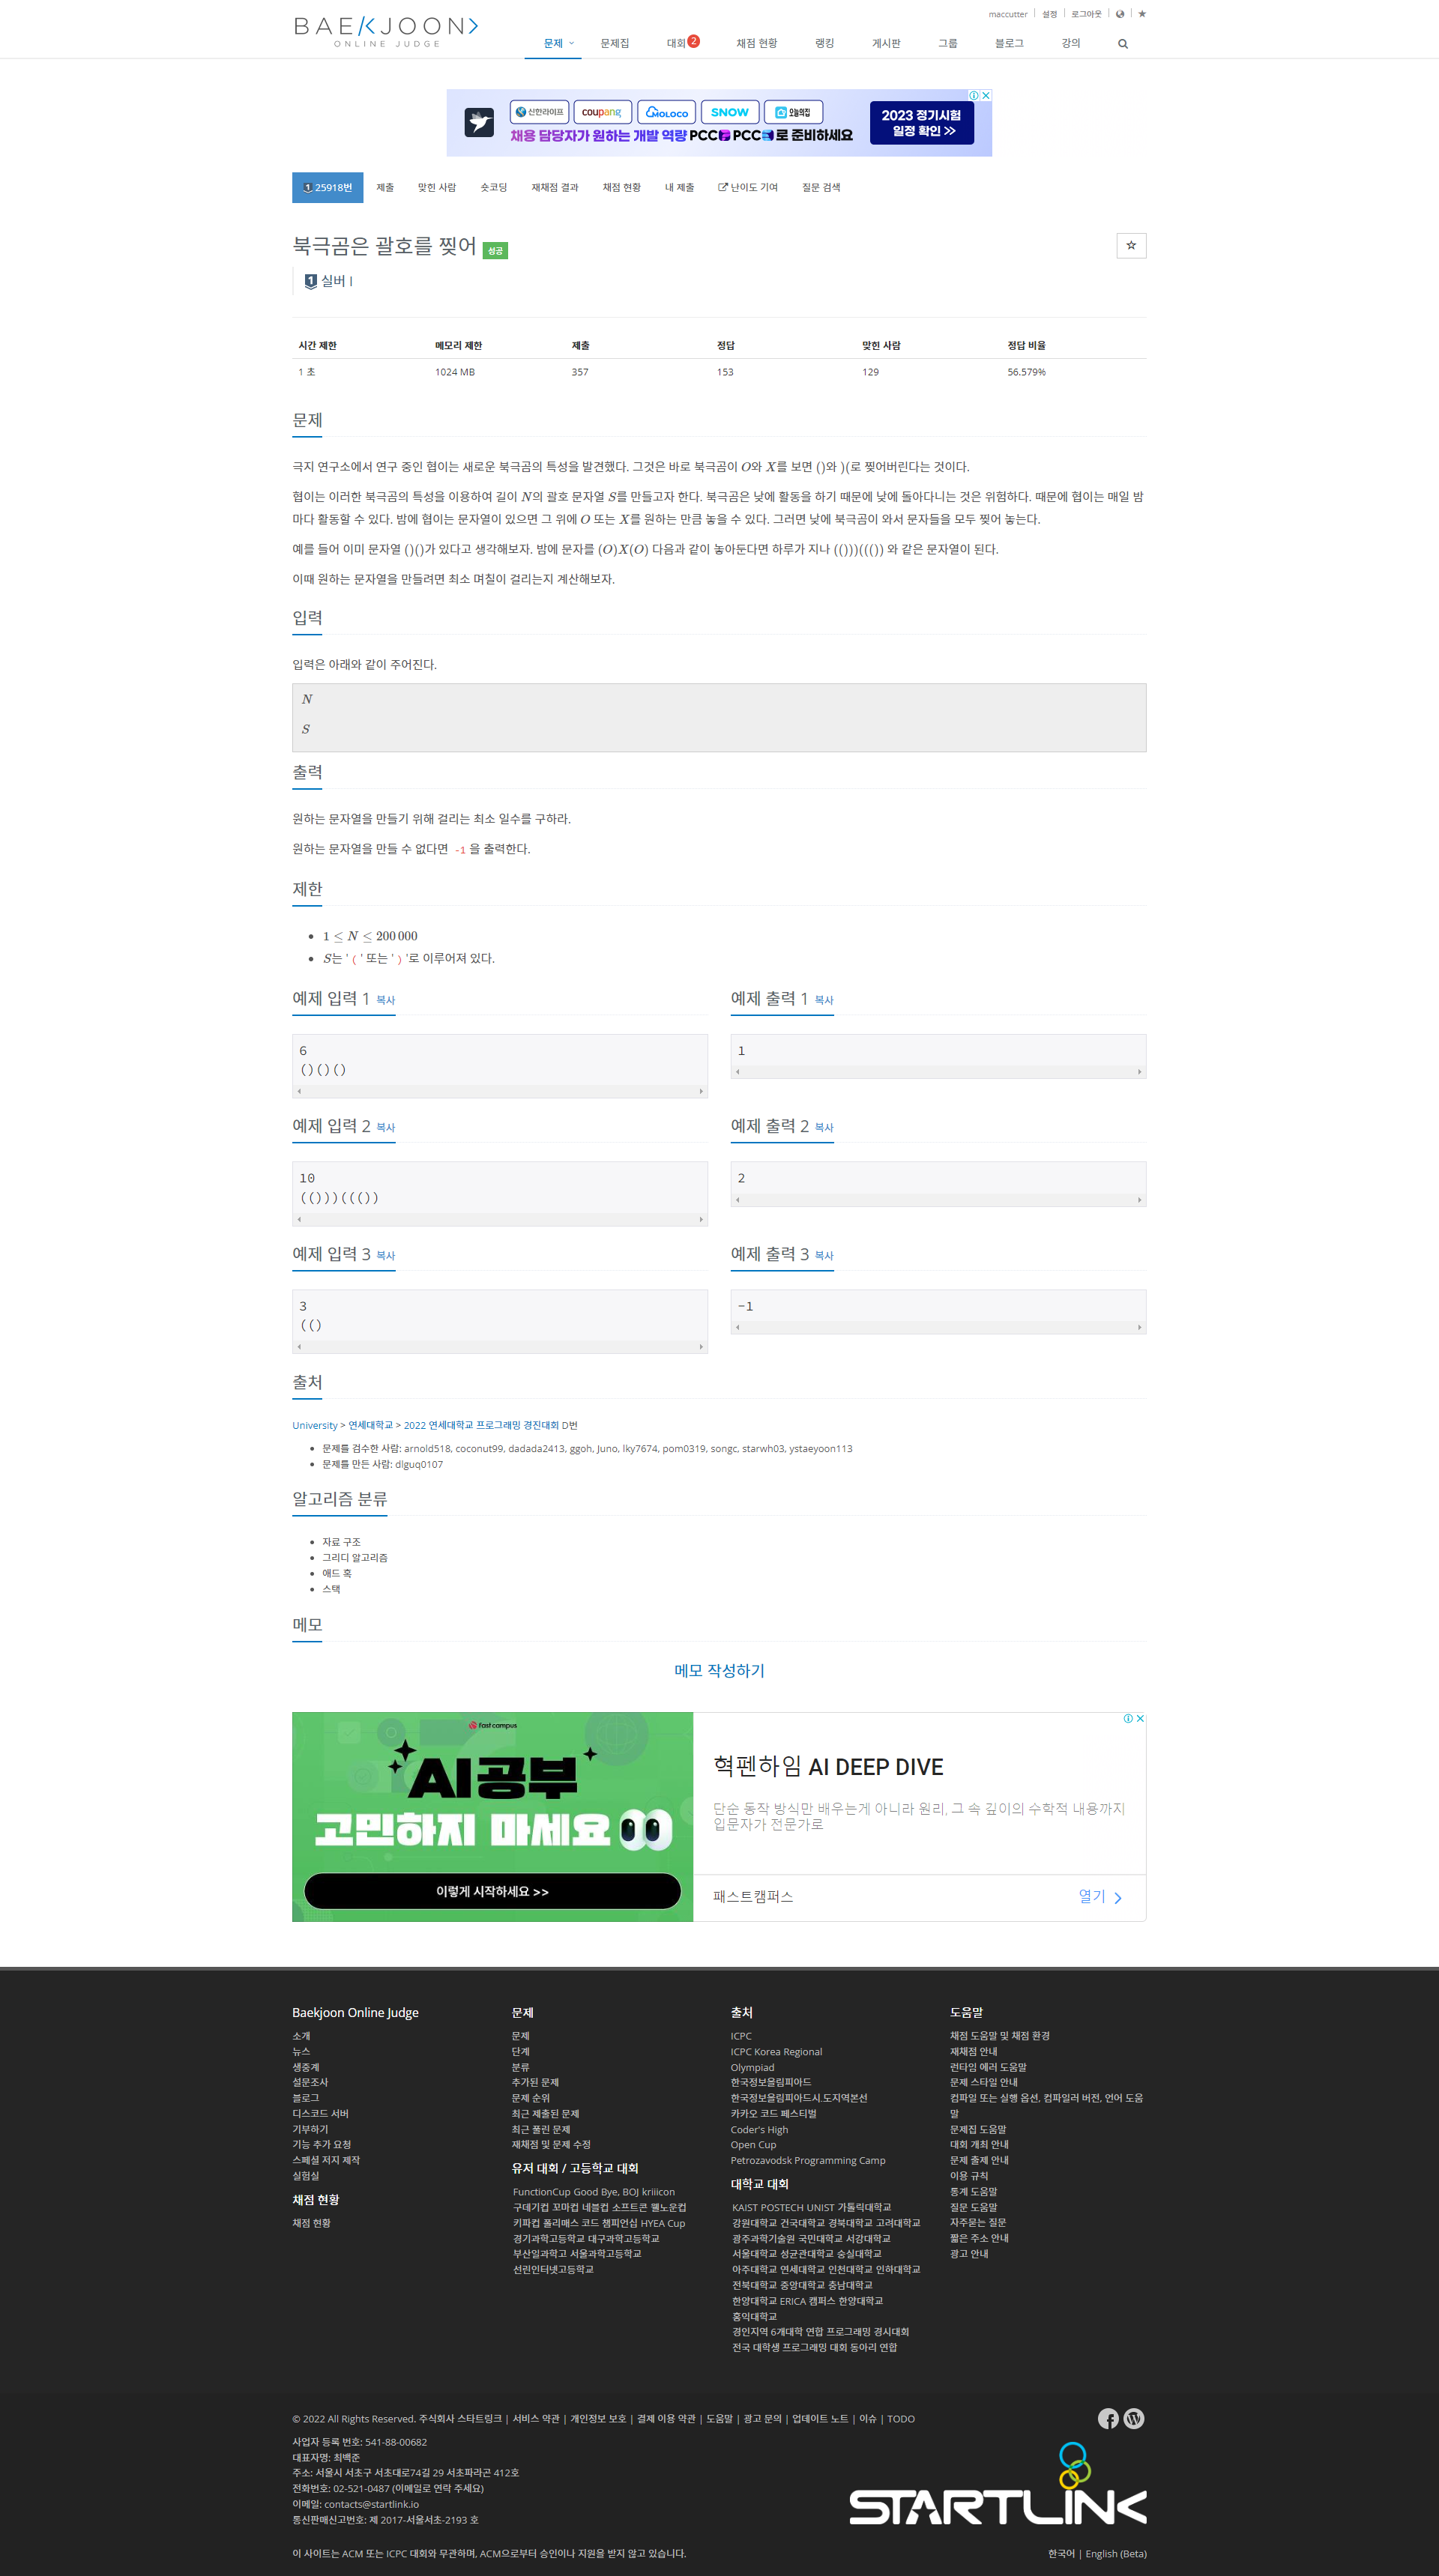 BAEKJOON>
ONLINE JUDGE
maccutter
설정
로그아웃
문제
문제집
대회 2
채점 현황
랭킹
게시판
그룹
블로그
강의
신한라이프 coupang MOLOCO SNOW 오늘의집
채용 담당자가 원하는 개발 역량 PCC PCC로 준비하세요
2023 정기시험
일정 확인 >>
25918번
제출
맞힌 사람
숏코딩
재채점 결과
채점 현황
내 제출
난이도 기여
질문 검색
북극곰은 괄호를 찢어 성공
1 실버 I
시간 제한 메모리 제한 제출 정답 맞힌 사람 정답 비율
1 초 1024 MB 357 153 129 56.579%
문제
극지 연구소에서 연구 중인 협이는 새로운 북극곰의 특성을 발견했다. 그것은 바로 북극곰이 O와 X를 보면 ()와 )(로 찢어버린다는 것이다.
협이는 이러한 북극곰의 특성을 이용하여 길이 N의 괄호 문자열 S를 만들고자 한다. 북극곰은 낮에 활동을 하기 때문에 낮에 돌아다니는 것은 위험하다. 때문에 협이는 매일 밤
마다 활동할 수 있다. 밤에 협이는 문자열이 있으면 그 위에 O 또는 X를 원하는 만큼 놓을 수 있다. 그러면 낮에 북극곰이 와서 문자들을 모두 찢어 놓는다.
예를 들어 이미 문자열 ()()가 있다고 생각해보자. 밤에 문자를 (O)X(O) 다음과 같이 놓아둔다면 하루가 지나 (()))((()) 와 같은 문자열이 된다.
이때 원하는 문자열을 만들려면 최소 며칠이 걸리는지 계산해보자.
입력
입력은 아래와 같이 주어진다.
N
S
출력
원하는 문자열을 만들기 위해 걸리는 최소 일수를 구하라.
원하는 문자열을 만들 수 없다면 -1 을 출력한다.
제한
• 1 ≤ N ≤ 200 000
• S는 '(' 또는 ')'로 이루어져 있다.
예제 입력 1 복사
6
()()()
예제 출력 1 복사
1
예제 입력 2 복사
10
(()))((())
예제 출력 2 복사
2
예제 입력 3 복사
3
(()
예제 출력 3 복사
-1
출처
University > 연세대학교 > 2022 연세대학교 프로그래밍 경진대회 D번
• 문제를 검수한 사람: arnold518, coconut99, dadada2413, ggoh, Juno, lky7674, pom0319, songc, starwh03, ystaeyoon113
• 문제를 만든 사람: dlguq0107
알고리즘 분류
• 자료 구조
• 그리디 알고리즘
• 애드 혹
• 스택
메모
메모 작성하기
fast campus
AI공부
고민하지 마세요
이렇게 시작하세요 >>
혁펜하임 AI DEEP DIVE
단순 동작 방식만 배우는게 아니라 원리, 그 속 깊이의 수학적 내용까지
입문자가 전문가로
패스트캠퍼스
열기
Baekjoon Online Judge
소개
뉴스
생중계
설문조사
블로그
디스코드 서버
기부하기
기능 추가 요청
스페셜 저지 제작
실험실
채점 현황
채점 현황
문제
문제
단계
분류
추가된 문제
문제 순위
최근 제출된 문제
최근 풀린 문제
재채점 및 문제 수정
유저 대회 / 고등학교 대회
FunctionCup Good Bye, BOJ kriiicon
구데기컵 꼬마컵 네블컵 소프트콘 웰노운컵
키파컵 폴리매스 코드 챔피언십 HYEA Cup
경기과학고등학교 대구과학고등학교
부산일과학고 서울과학고등학교
선린인터넷고등학교
출처
ICPC
ICPC Korea Regional
Olympiad
한국정보올림피아드
한국정보올림피아드시.도지역본선
카카오 코드 페스티벌
Coder's High
Open Cup
Petrozavodsk Programming Camp
대학교 대회
KAIST POSTECH UNIST 가톨릭대학교
강원대학교 건국대학교 경북대학교 고려대학교
광주과학기술원 국민대학교 서강대학교
서울대학교 성균관대학교 숭실대학교
아주대학교 연세대학교 인천대학교 인하대학교
전북대학교 중앙대학교 충남대학교
한양대학교 ERICA 캠퍼스 한양대학교
홍익대학교
경인지역 6개대학 연합 프로그래밍 경시대회
전국 대학생 프로그래밍 대회 동아리 연합
도움말
채점 도움말 및 채점 환경
재채점 안내
런타임 에러 도움말
문제 스타일 안내
컴파일 또는 실행 옵션, 컴파일러 버전, 언어 도움
말
문제집 도움말
대회 개최 안내
문제 출제 안내
이용 규칙
통계 도움말
질문 도움말
자주묻는 질문
짧은 주소 안내
광고 안내
© 2022 All Rights Reserved. 주식회사 스타트링크 | 서비스 약관 | 개인정보 보호 | 결제 이용 약관 | 도움말 | 광고 문의 | 업데이트 노트 | 이슈 | TODO
사업자 등록 번호: 541-88-00682
대표자명: 최백준
주소: 서울시 서초구 서초대로74길 29 서초파라곤 412호
전화번호: 02-521-0487 (이메일로 연락 주세요)
이메일: contacts@startlink.io
통신판매신고번호: 제 2017-서울서초-2193 호
STARTLINK
이 사이트는 ACM 또는 ICPC 대회와 무관하며, ACM으로부터 승인이나 지원을 받지 않고 있습니다.
한국어 | English (Beta)